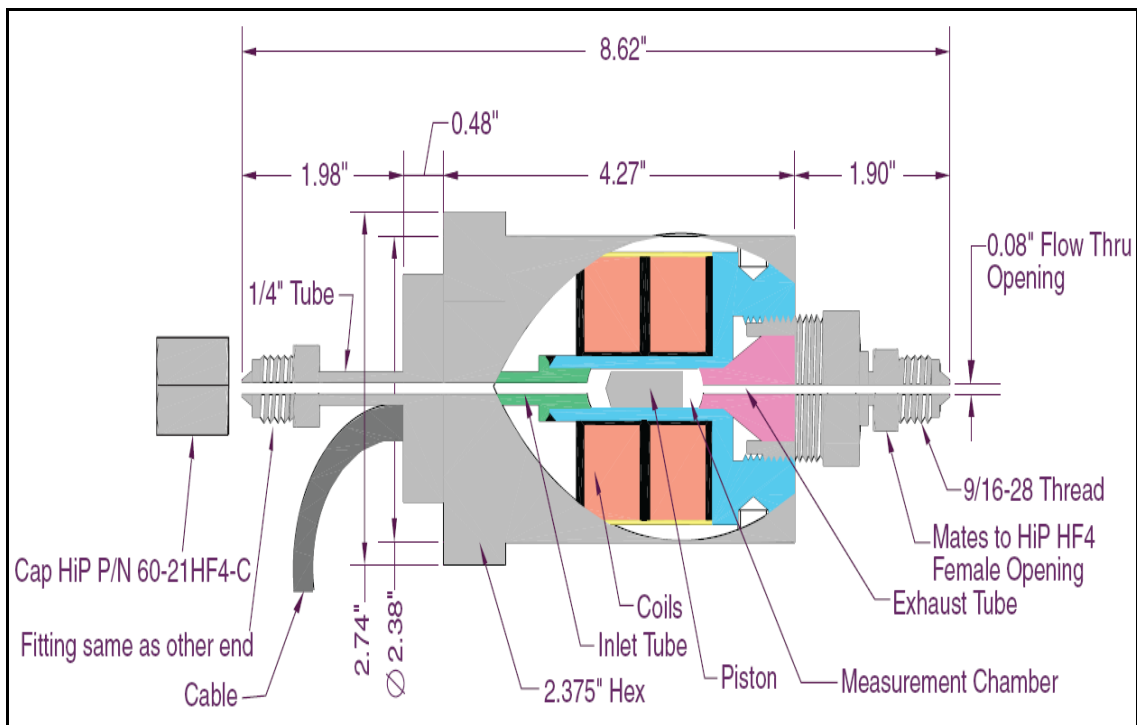 8.62"
0.48"
1.98"
4.27"
1.90"
0.08" Flow Thru
Opening
1/4" Tube
9/16-28 Thread
Mates to HiP HF4
Female Opening
Cap HiP P/N 60-21HF4-C
Exhaust Tube
Coils
Fitting same as other end
Inlet Tube
2.74"
Ø 2.38"
Cable
2.375" Hex
Piston
Measurement Chamber